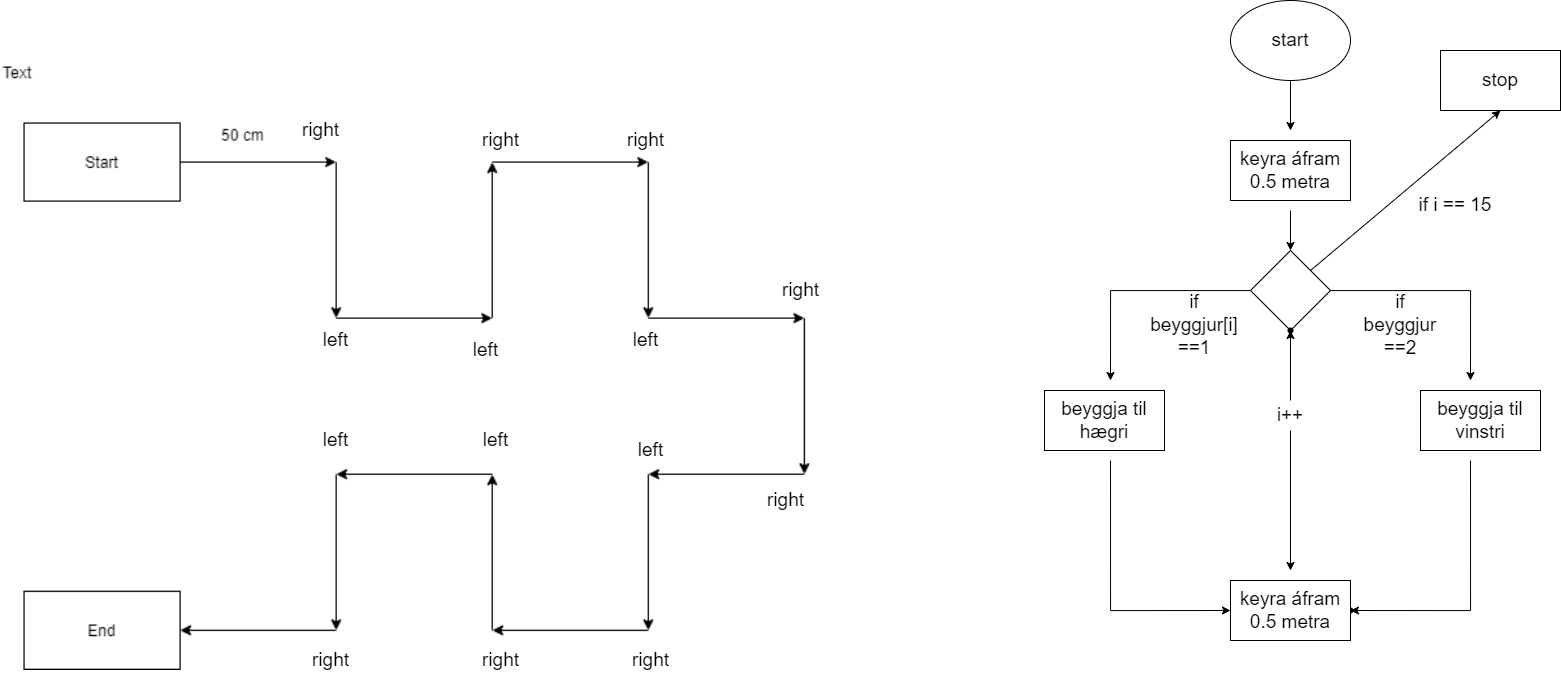 Text
Start
50 cm
right
right
right
left
left
left
right
left
left
left
right
End
right
right
right
start
stop
keyra áfram
0.5 metra
if i == 15
if
beyggjur[i]
==1
if
beyggjur
==2
beyggja til
hægri
i++
beyggja til
vinstri
keyra áfram
0.5 metra